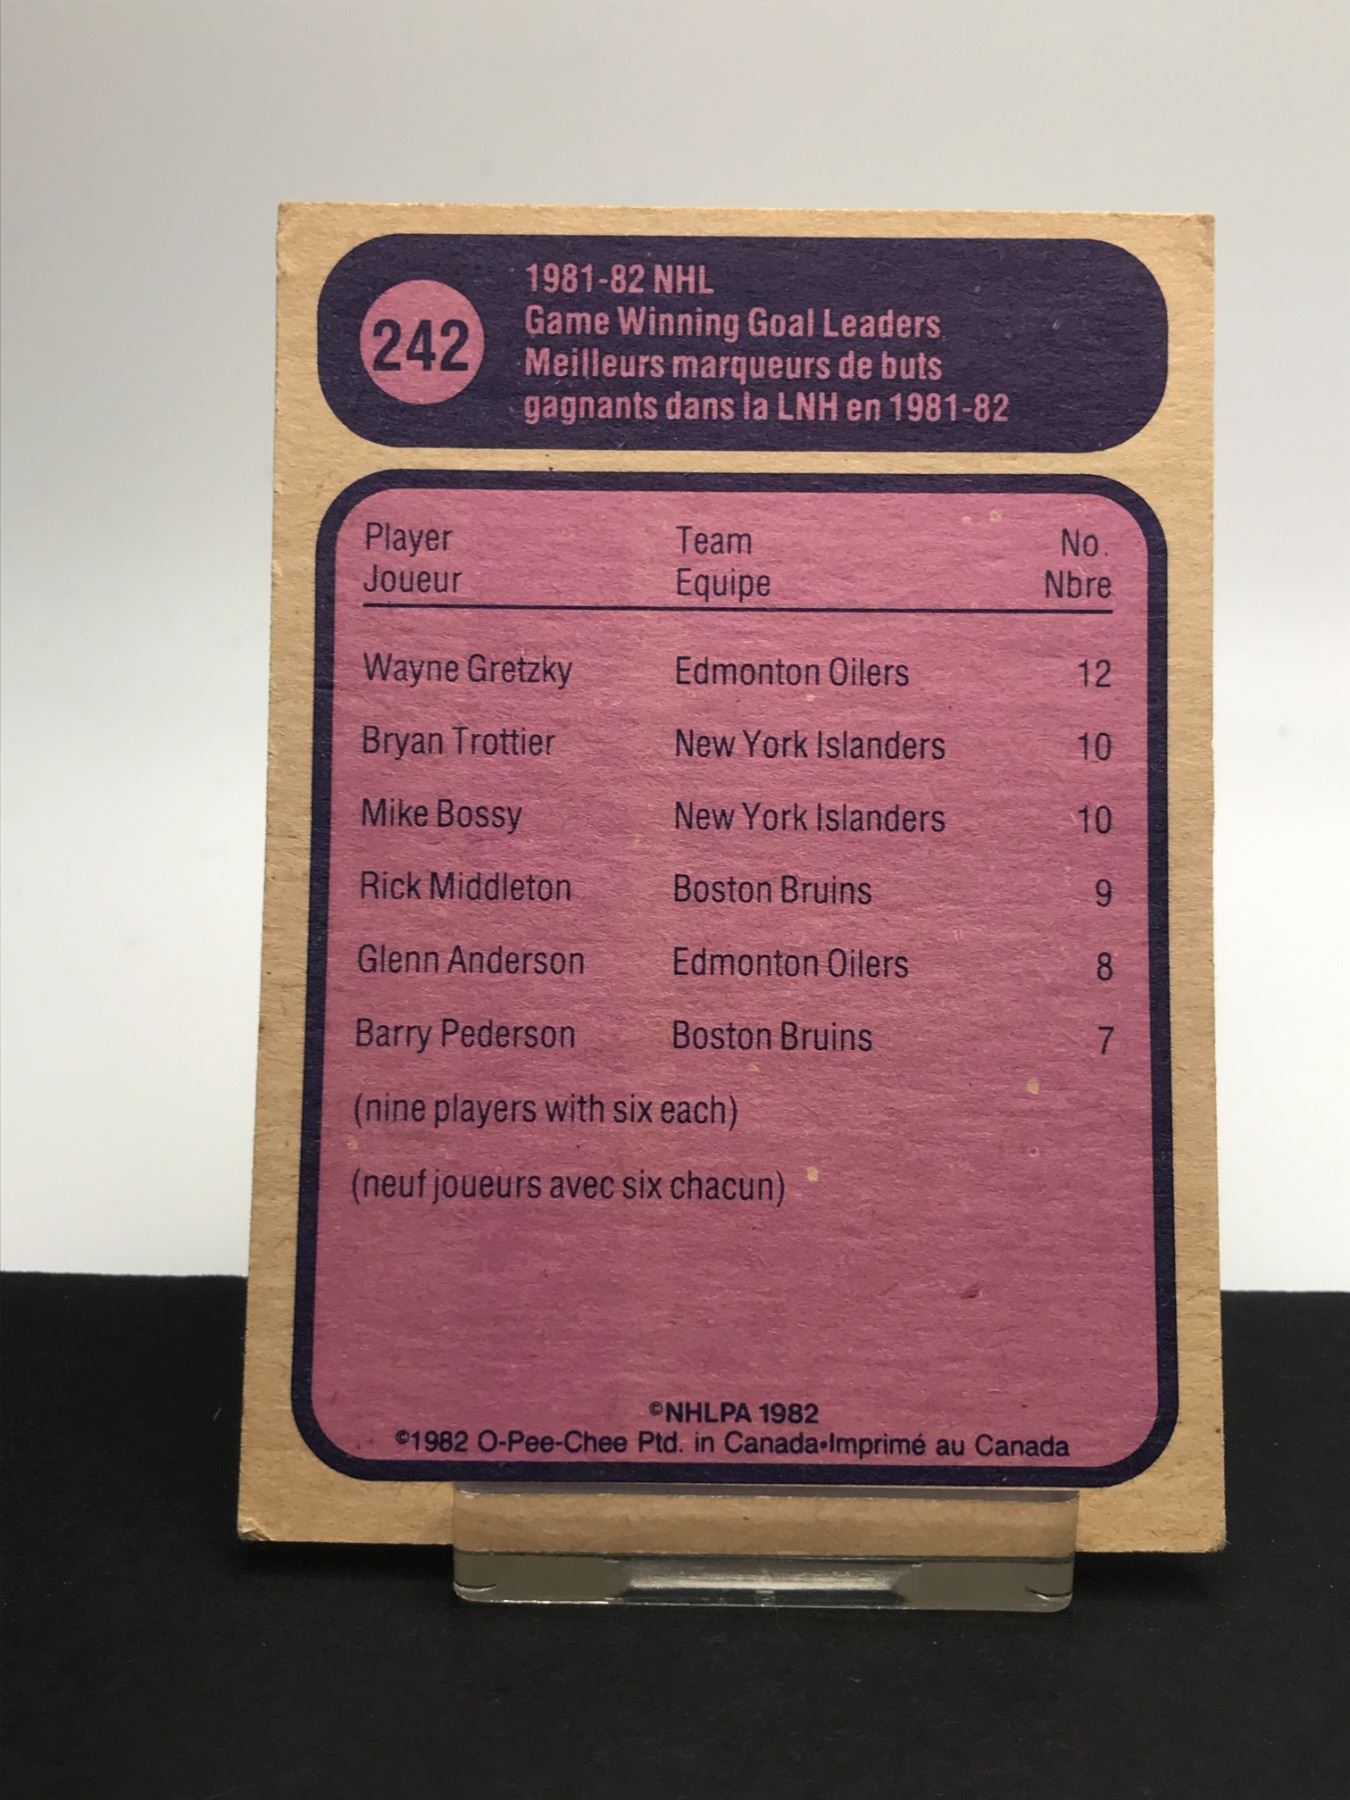 242
1981-82 NHL
Game Winning Goal Leaders
Meilleurs marqueurs de buts
gagnants dans la LNH en 1981-82
Player Team No.
Joueur Equipe Nbre
Wayne Gretzky Edmonton Oilers 12
Bryan Trottier New York Islanders 10
Mike Bossy New York Islanders 10
Rick Middleton Boston Bruins 9
Glenn Anderson Edmonton Oilers 8
Barry Pederson Boston Bruins 7
(nine players with six each)
(neuf joueurs avec six chacun)
©NHLPA 1982
©1982 O-Pee-Chee Ptd. in Canada•Imprimé au Canada